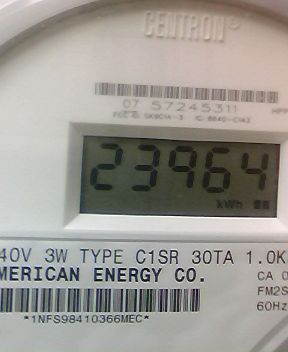 CENTRON®
07 57245311
23964
kWh
40V 3W TYPE C1SR 30TA 1.0K
MERICAN ENERGY CO.
CA 0
FM2S
60Hz
*1NFS98410366MEC*